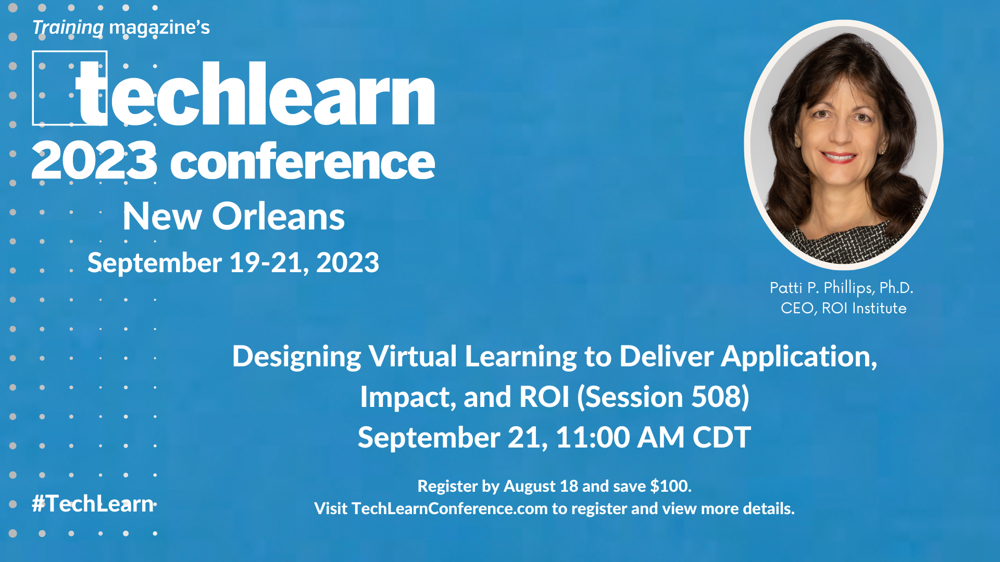 Training magazine's
techlearn
2023 conference
New Orleans
September 19-21, 2023
Patti P. Phillips, Ph.D.
CEO, ROI Institute
Designing Virtual Learning to Deliver Application,
Impact, and ROI (Session 508)
September 21, 11:00 AM CDT
Register by August 18 and save $100.
Visit TechLearnConference.com to register and view more details.
#TechLearn